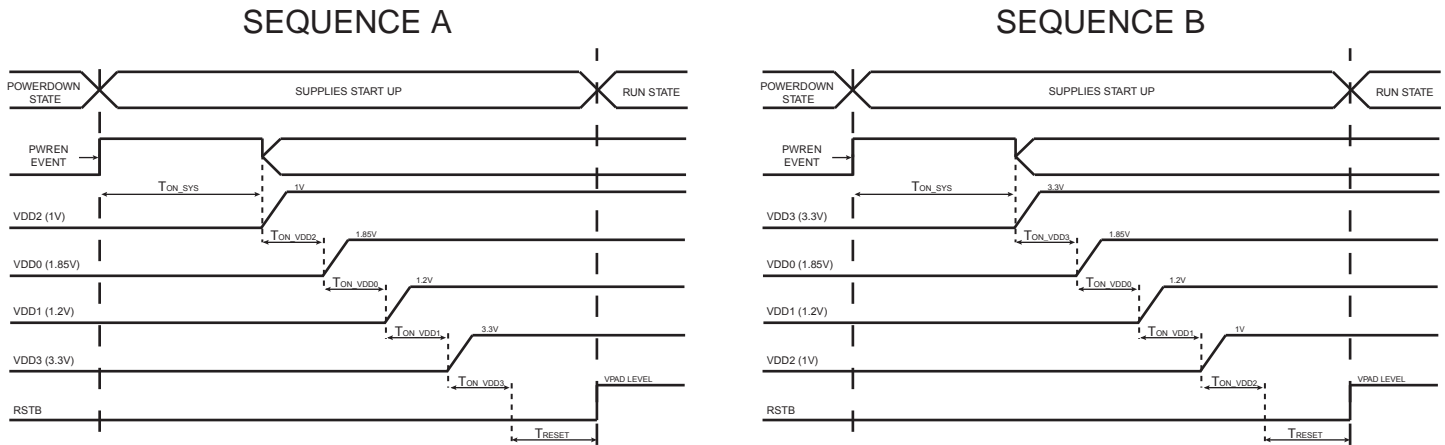 SEQUENCE A
POWERDOWN
STATE
SUPPLIES START UP
RUN STATE
PWREN
EVENT
TON_SYS
1V
VDD2 (1V)
TON_VDD2
1.85V
VDD0 (1.85V)
TON_VDD0
1.2V
VDD1 (1.2V)
TON_VDD1
3.3V
VDD3 (3.3V)
TON_VDD3
VPAD LEVEL
RSTB
TRESET
SEQUENCE B
POWERDOWN
STATE
SUPPLIES START UP
RUN STATE
PWREN
EVENT
TON_SYS
3.3V
VDD3 (3.3V)
TON_VDD3
1.85V
VDD0 (1.85V)
TON_VDD0
1.2V
VDD1 (1.2V)
TON_VDD1
1V
VDD2 (1V)
TON_VDD2
VPAD LEVEL
RSTB
TRESET